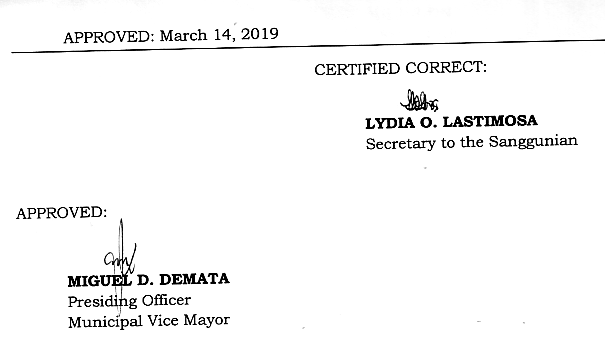 APPROVED: March 14, 2019
CERTIFIED CORRECT:
LYDIA O. LASTIMOSA
Secretary to the Sanggunian
APPROVED:
MIGUEL D. DEMATA
Presiding Officer
Municipal Vice Mayor